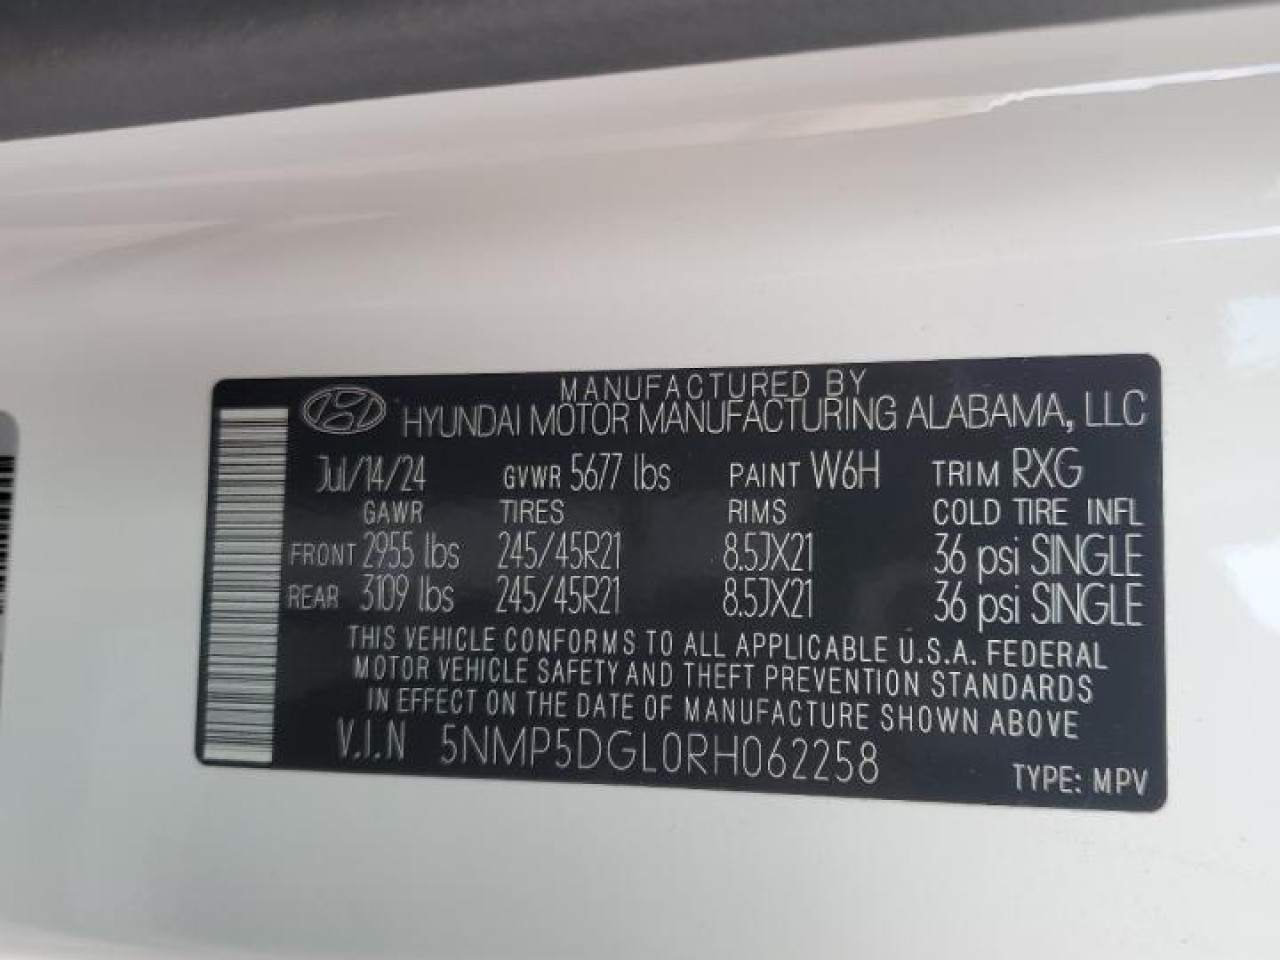 MANUFACTURED BY
HYUNDAI MOTOR MANUFACTURING ALABAMA, LLC
Jul/14/24 GVWR 5677 lbs PAINT W6H TRIM RXG
GAWR TIRES RIMS COLD TIRE INFL
FRONT 2955 lbs 245/45R21 8.5JX21 36 psi SINGLE
REAR 3109 lbs 245/45R21 8.5JX21 36 psi SINGLE
THIS VEHICLE CONFORMS TO ALL APPLICABLE U.S.A. FEDERAL
MOTOR VEHICLE SAFETY AND THEFT PREVENTION STANDARDS
IN EFFECT ON THE DATE OF MANUFACTURE SHOWN ABOVE
V.I.N 5NMP5DGL0RH062258
TYPE: MPV